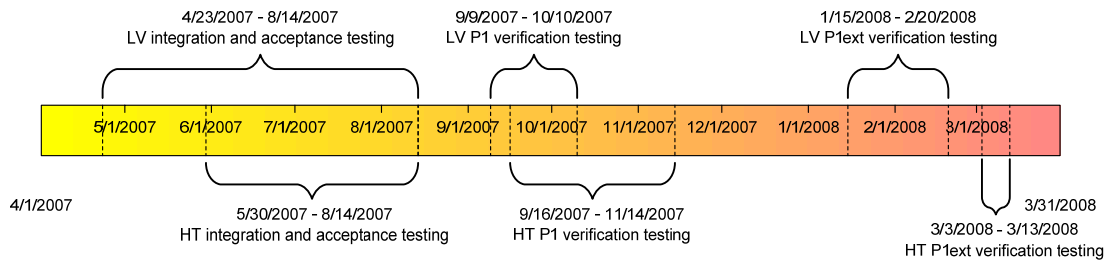 4/23/2007 - 8/14/2007
LV integration and acceptance testing
9/9/2007 - 10/10/2007
LV P1 verification testing
1/15/2008 - 2/20/2008
LV P1ext verification testing
5/1/2007 6/1/2007 7/1/2007 8/1/2007 9/1/2007 10/1/2007 11/1/2007 12/1/2007 1/1/2008 2/1/2008 3/1/2008
4/1/2007
3/31/2008
5/30/2007 - 8/14/2007
HT integration and acceptance testing
9/16/2007 - 11/14/2007
HT P1 verification testing
3/3/2008 - 3/13/2008
HT P1ext verification testing